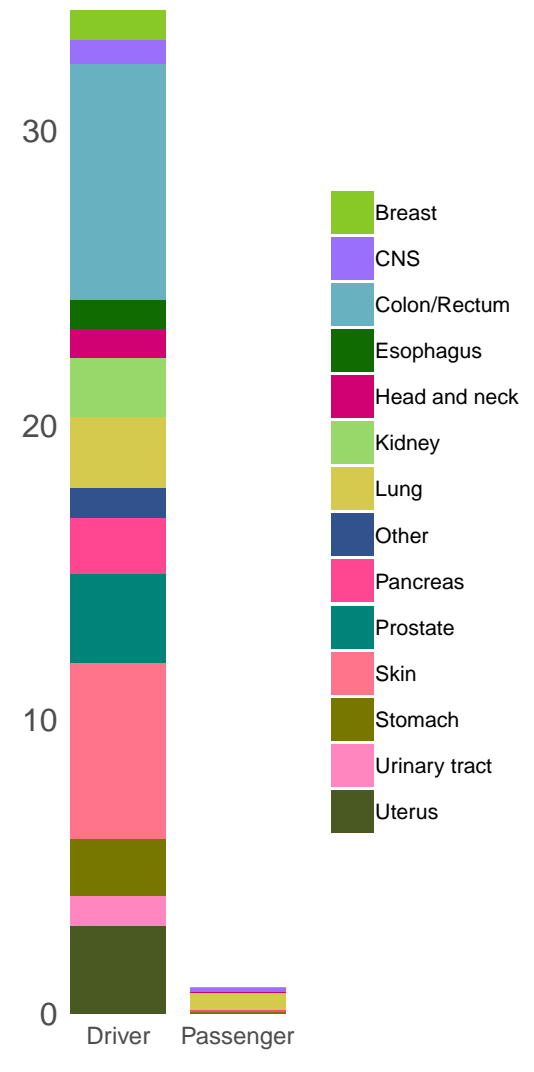 30
20
10
0
Driver
Passenger
Breast
CNS
Colon/Rectum
Esophagus
Head and neck
Kidney
Lung
Other
Pancreas
Prostate
Skin
Stomach
Urinary tract
Uterus